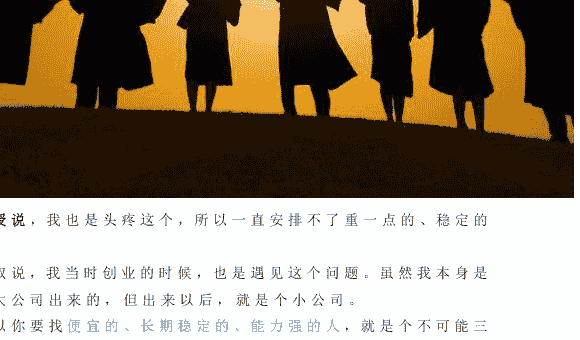 说，我也是头疼这个，所以一直安排不了重一点的、稳定的
说，我当时创业的时候，也是遇见这个问题。虽然我本身是
大公司出来的，但出来以后，就是个小公司。
以你要找便宜的、长期稳定的、能力强的人，就是个不可能三